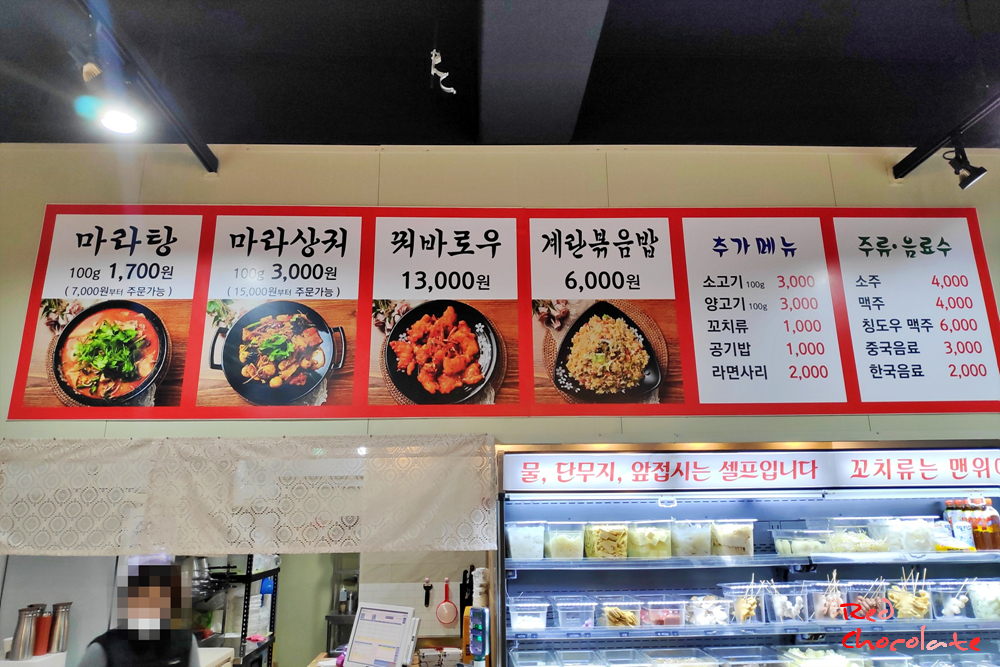 마라탕
100g 1,700원
( 7,000원부터 주문가능 )
마라샹궈
100g 3,000원
( 15,000원부터 주문가능 )
꿔바로우
13,000원
계란볶음밥
6,000원
추가메뉴
소고기 100g 3,000
양고기 100g 3,000
꼬치류 1,000
공기밥 1,000
라면사리 2,000
주류·음료수
소주 4,000
맥주 4,000
칭도우 맥주 6,000
중국음료 3,000
한국음료 2,000
물, 단무지, 앞접시는 셀프입니다 꼬치류는 맨위
Red
Chocolate